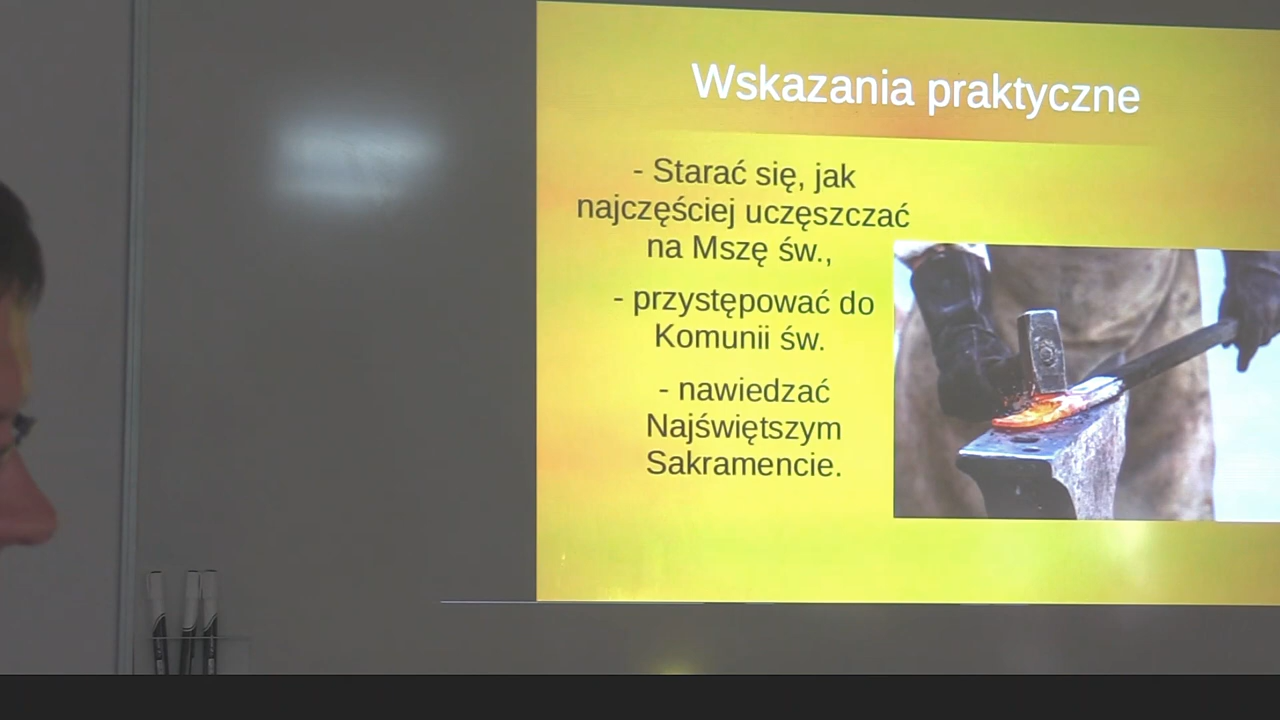 Wskazania praktyczne
- Starać się, jak
najczęściej uczęszczać
na Mszę św.,
- przystępować do
Komunii św.
- nawiedzać
Najświętszym
Sakramencie.